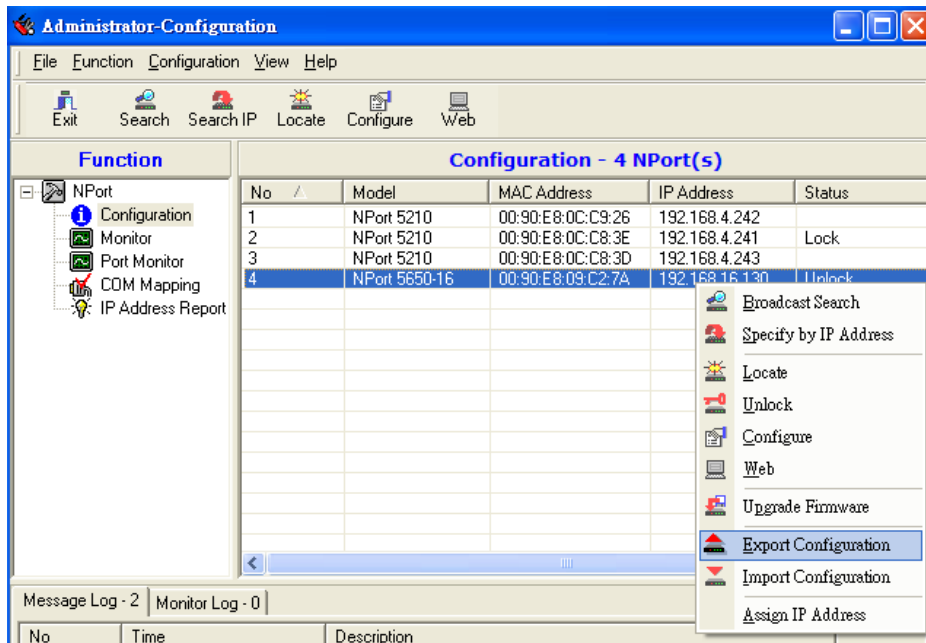 Administrator-Configuration
File Function Configuration View Help
Exit Search Search IP Locate Configure Web
Function
NPort
Configuration
Monitor
Port Monitor
COM Mapping
IP Address Report
Configuration - 4 NPort(s)
No Model MAC Address IP Address Status
1 NPort 5210 00:90:E8:0C:C9:26 192.168.4.242
2 NPort 5210 00:90:E8:0C:C8:3E 192.168.4.241 Lock
3 NPort 5210 00:90:E8:0C:C8:3D 192.168.4.243
4 NPort 5650-16 00:90:E8:09:C2:7A 192.168.16.130 Unlock
Broadcast Search
Specify by IP Address
Locate
Unlock
Configure
Web
Upgrade Firmware
Export Configuration
Import Configuration
Assign IP Address
Message Log - 2 Monitor Log - 0
No Time Description